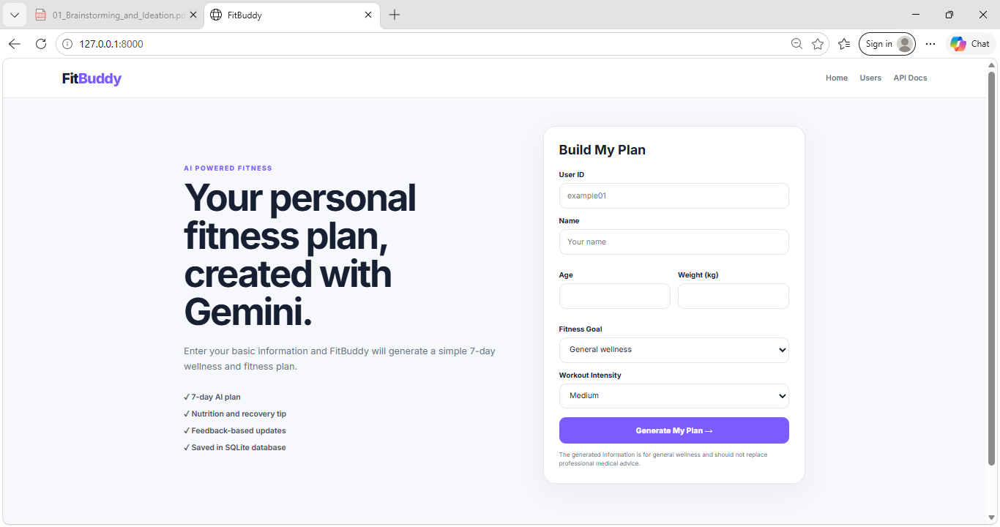 01_Brainstorming_and_Ideation.pd
FitBuddy
127.0.0.1:8000
Sign in
Chat
FitBuddy
Home
Users
API Docs
AI POWERED FITNESS
Your personal
fitness plan,
created with
Gemini.
Enter your basic information and FitBuddy will generate a simple 7-day
wellness and fitness plan.
✓ 7-day AI plan
✓ Nutrition and recovery tip
✓ Feedback-based updates
✓ Saved in SQLite database
Build My Plan
User ID
example01
Name
Your name
Age
Weight (kg)
Fitness Goal
General wellness
Workout Intensity
Medium
Generate My Plan →
The generated information is for general wellness and should not replace
professional medical advice.